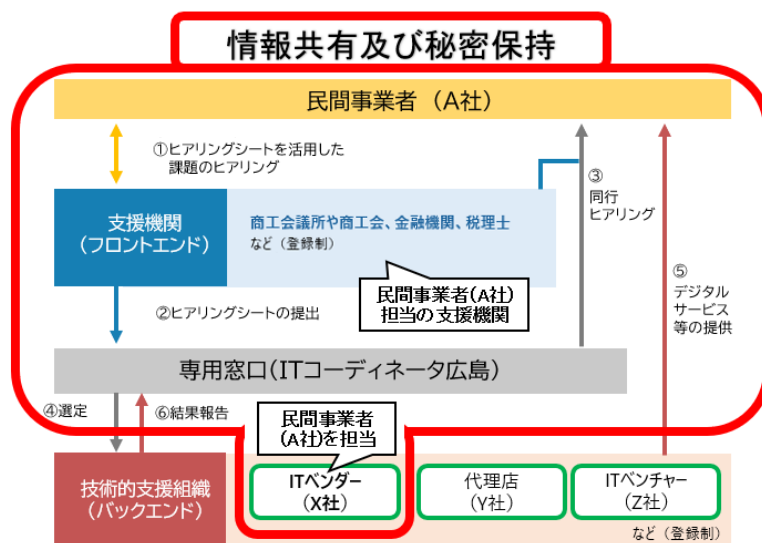 情報共有及び秘密保持
民間事業者（A社）
①ヒアリングシートを活用した
課題のヒアリング
③
同行
ヒアリング
支援機関
(フロントエンド)
商工会議所や商工会、金融機関、税理士
など（登録制）
民間事業者(A社)
担当の支援機関
⑤
デジタル
サービス
等の提供
②ヒアリングシートの提出
専用窓口(ITコーディネータ広島)
④選定
⑥結果報告
民間事業者
(A社)を担当
技術的支援組織
(バックエンド)
ITベンダー
(X社)
代理店
(Y社)
ITベンチャー
(Z社)
など（登録制）